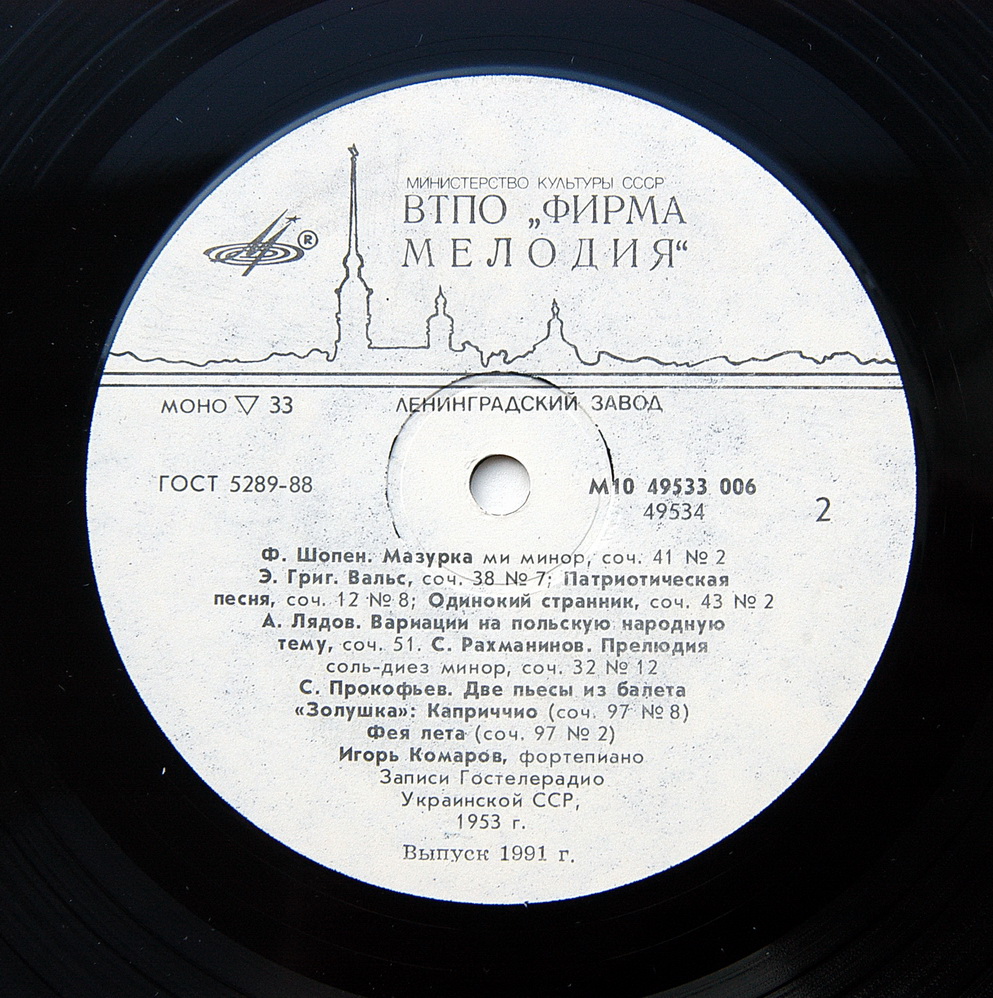 МИНИСТЕРСТВО КУЛЬТУРЫ СССР
ВТПО „ФИРМА
МЕЛОДИЯ“
®
МОНО ▽ 33
ЛЕНИНГРАДСКИЙ ЗАВОД
ГОСТ 5289-88
М10 49533 006
49534
2
Ф. Шопен. Мазурка ми минор, соч. 41 № 2
Э. Григ. Вальс, соч. 38 № 7; Патриотическая
песня, соч. 12 № 8; Одинокий странник, соч. 43 № 2
А. Лядов. Вариации на польскую народную
тему, соч. 51. С. Рахманинов. Прелюдия
соль-диез минор, соч. 32 № 12
С. Прокофьев. Две пьесы из балета
«Золушка»: Каприччио (соч. 97 № 8)
Фея лета (соч. 97 № 2)
Игорь Комаров, фортепиано
Записи Гостелерадио
Украинской ССР,
1953 г.
Выпуск 1991 г.